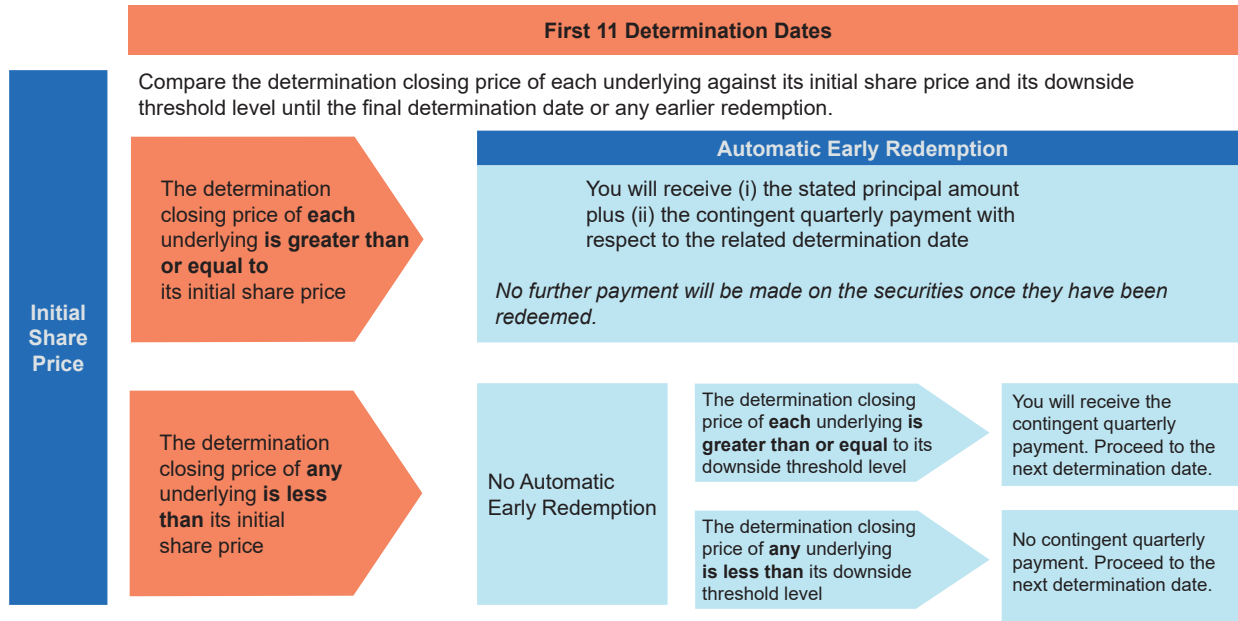 First 11 Determination Dates
Initial
Share
Price
Compare the determination closing price of each underlying against its initial share price and its downside
threshold level until the final determination date or any earlier redemption.
The determination
closing price of each
underlying is greater than
or equal to
its initial share price
Automatic Early Redemption
You will receive (i) the stated principal amount
plus (ii) the contingent quarterly payment with
respect to the related determination date
No further payment will be made on the securities once they have been
redeemed.
The determination
closing price of any
underlying is less
than its initial
share price
No Automatic
Early Redemption
The determination closing
price of each underlying is
greater than or equal to its
downside threshold level
You will receive the
contingent quarterly
payment. Proceed to the
next determination date.
The determination closing
price of any underlying
is less than its downside
threshold level
No contingent quarterly
payment. Proceed to the
next determination date.